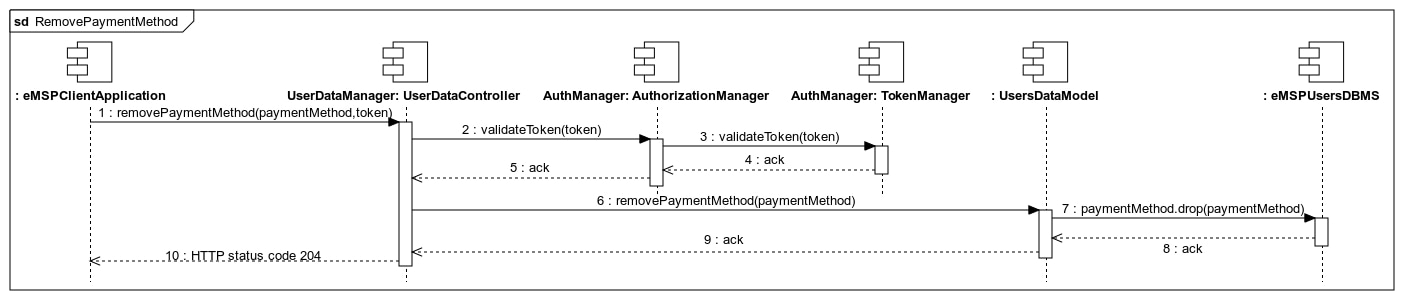 sd RemovePaymentMethod
: eMSPClientApplication
UserDataManager: UserDataController
AuthManager: AuthorizationManager
AuthManager: TokenManager
: UsersDataModel
: eMSPUsersDBMS
1 : removePaymentMethod(paymentMethod,token)
2 : validateToken(token)
3 : validateToken(token)
4 : ack
5 : ack
6 : removePaymentMethod(paymentMethod)
7 : paymentMethod.drop(paymentMethod)
8 : ack
9 : ack
10 : HTTP status code 204